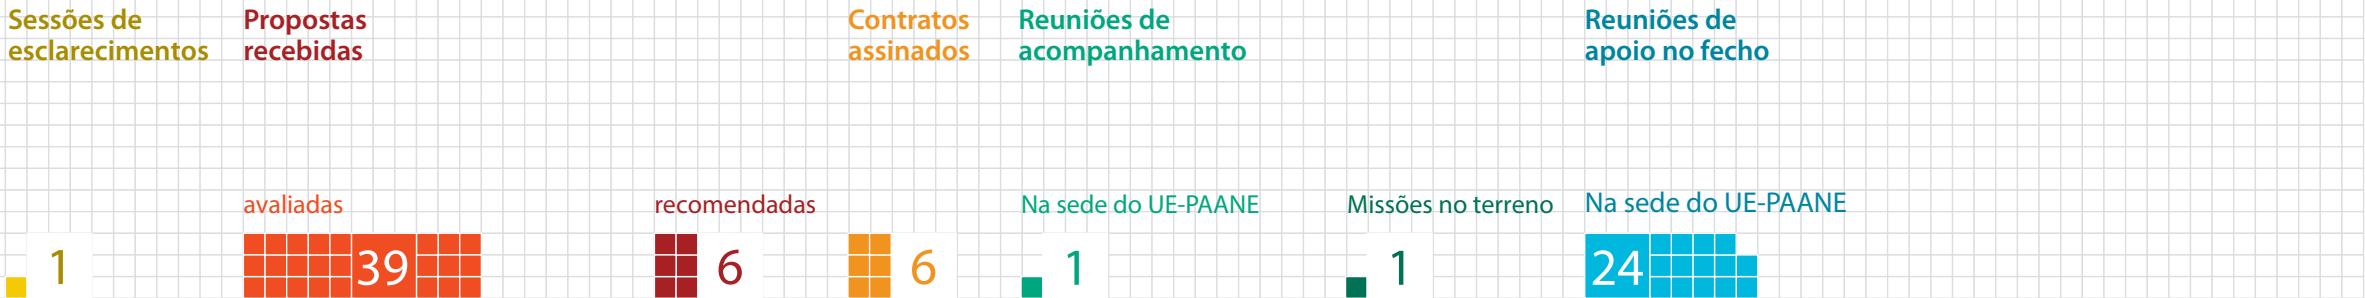 Sessões de
esclarecimentos
Propostas
recebidas
Contratos
assinados
Reuniões de
acompanhamento
Reuniões de
apoio no fecho
avaliadas
recomendadas
Na sede do UE-PAANE
Missões no terreno
Na sede do UE-PAANE
1
39
6
6
1
1
24